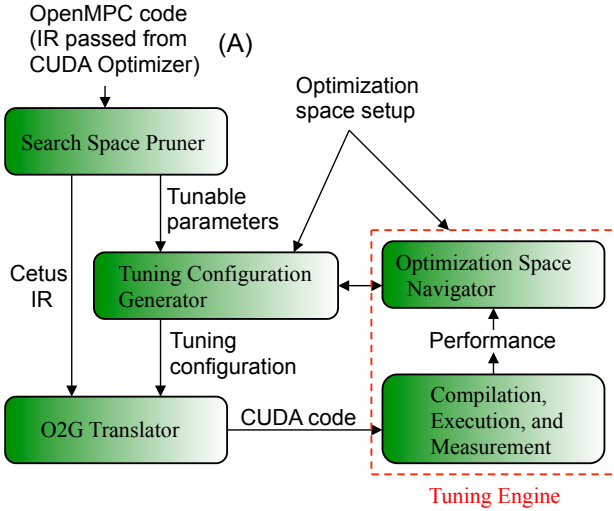 OpenMPC code
(IR passed from
CUDA Optimizer)
(A)
Optimization
space setup
Search Space Pruner
Tunable
parameters
Cetus
IR
Tuning Configuration
Generator
Optimization Space
Navigator
Tuning
configuration
Performance
O2G Translator
CUDA code
Compilation,
Execution, and
Measurement
Tuning Engine